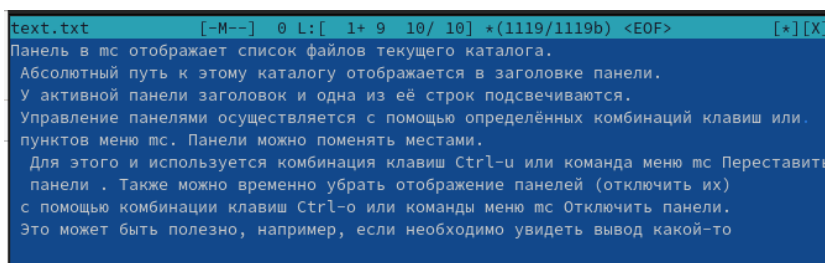 text.txt [-M--] 0 L:[ 1+ 9 10/ 10] *(1119/1119b) <EOF> [*][X]
Панель в mc отображает список файлов текущего каталога.
Абсолютный путь к этому каталогу отображается в заголовке панели.
У активной панели заголовок и одна из её строк подсвечиваются.
Управление панелями осуществляется с помощью определённых комбинаций клавиш или.
пунктов меню mc. Панели можно поменять местами.
Для этого и используется комбинация клавиш Ctrl-u или команда меню mc Переставить
панели . Также можно временно убрать отображение панелей (отключить их)
с помощью комбинации клавиш Ctrl-o или команды меню mc Отключить панели.
Это может быть полезно, например, если необходимо увидеть вывод какой-то